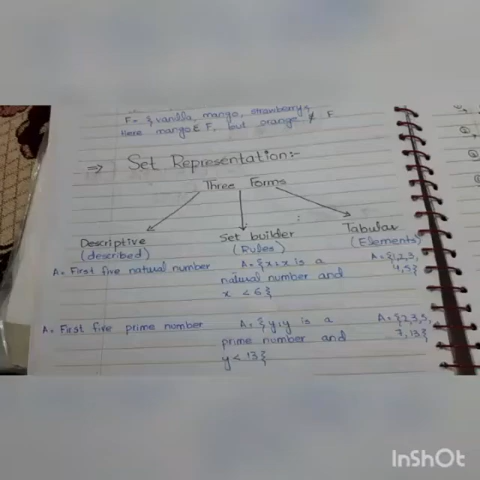 F = {vanilla, mango, strawberry}
Here mango ∈ F, but orange ∉ F
⇒ Set Representation:-
Three Forms
Descriptive
(described)
A = First five natural number
Set builder
(Rules)
A = {x:x is a
natural number and
x < 6}
Tabular
(Elements)
A = {1,2,3,
4,5}
A = First five prime number
A = {y:y is a
prime number and
y < 13}
A = {2,3,5,
7,13}
InShOt